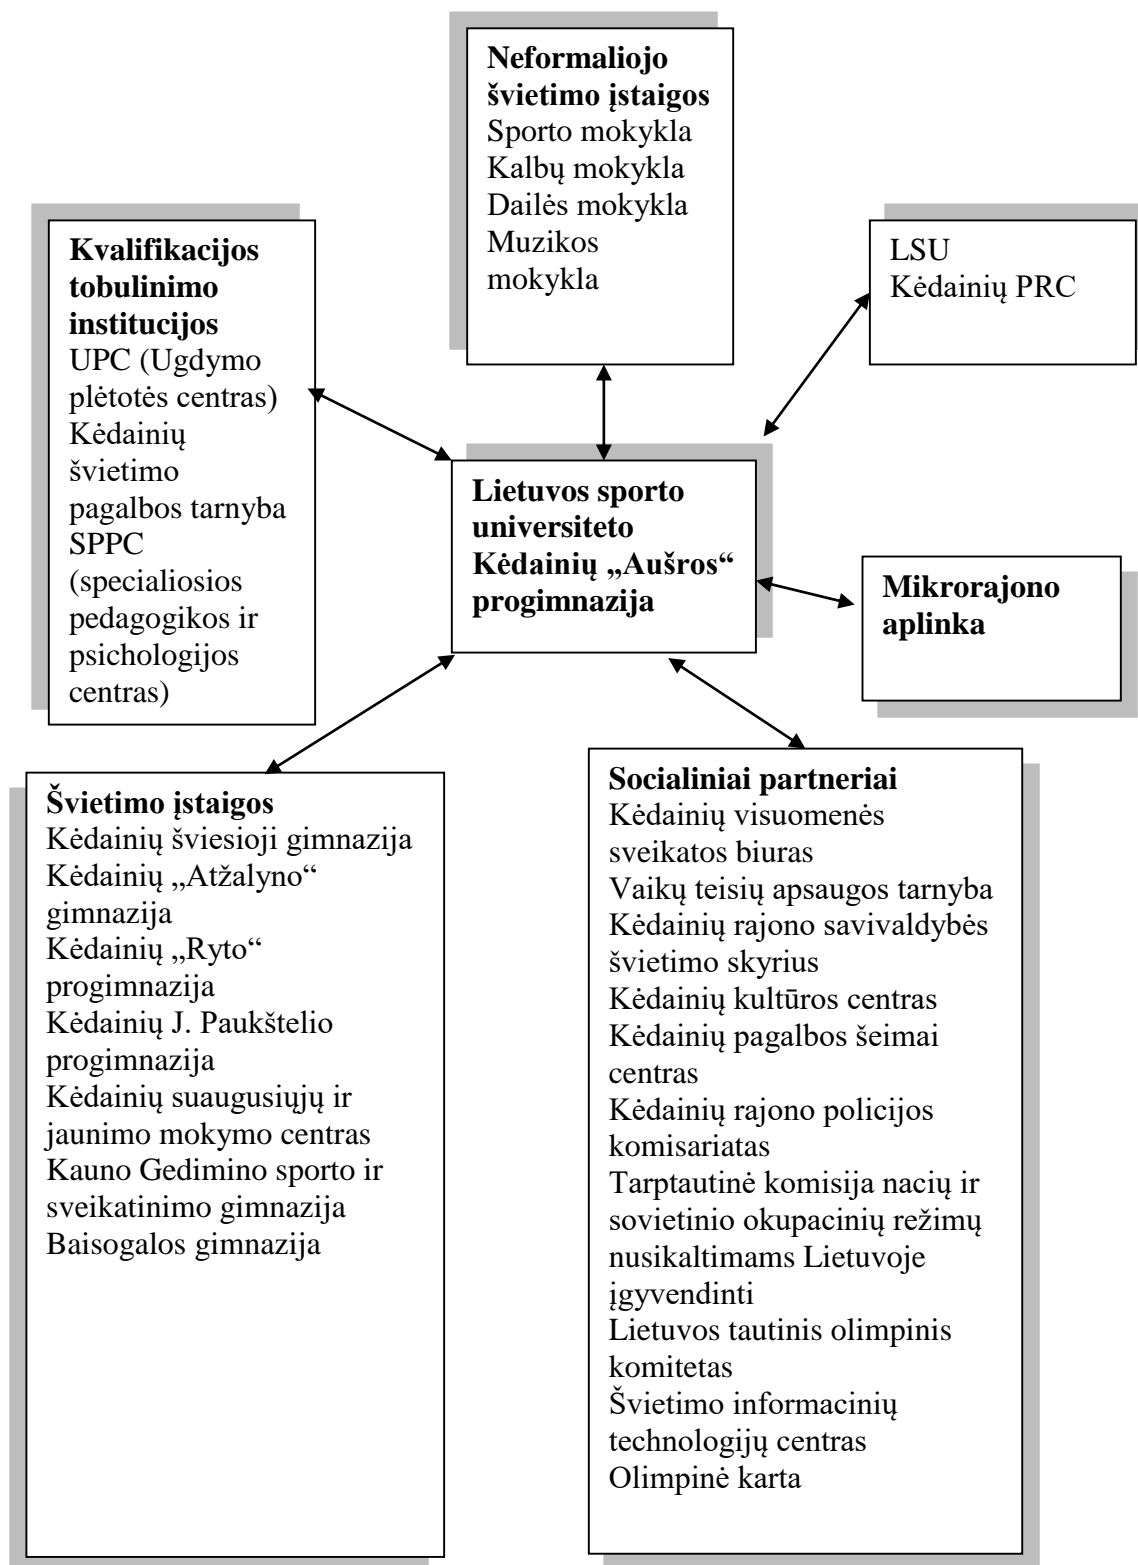 Neformaliojo
švietimo įstaigos
Sporto mokykla
Kalbų mokykla
Dailės mokykla
Muzikos
mokykla
Kvalifikacijos
tobulinimo
institucijos
UPC (Ugdymo
plėtotės centras)
Kėdainių
švietimo
pagalbos tarnyba
SPPC
(specialiosios
pedagogikos ir
psichologijos
centras)
LSU
Kėdainių PRC
Lietuvos sporto
universiteto
Kėdainių „Aušros“
progimnazija
Mikrorajono
aplinka
Švietimo įstaigos
Kėdainių šviesioji gimnazija
Kėdainių „Atžalyno“
gimnazija
Kėdainių „Ryto“
progimnazija
Kėdainių J. Paukštelio
progimnazija
Kėdainių suaugusiųjų ir
jaunimo mokymo centras
Kauno Gedimino sporto ir
sveikatinimo gimnazija
Baisogalos gimnazija
Socialiniai partneriai
Kėdainių visuomenės
sveikatos biuras
Vaikų teisių apsaugos tarnyba
Kėdainių rajono savivaldybės
švietimo skyrius
Kėdainių kultūros centras
Kėdainių pagalbos šeimai
centras
Kėdainių rajono policijos
komisariatas
Tarptautinė komisija nacių ir
sovietinio okupacinių režimų
nusikaltimams Lietuvoje
įgyvendinti
Lietuvos tautinis olimpinis
komitetas
Švietimo informacinių
technologijų centras
Olimpinė karta